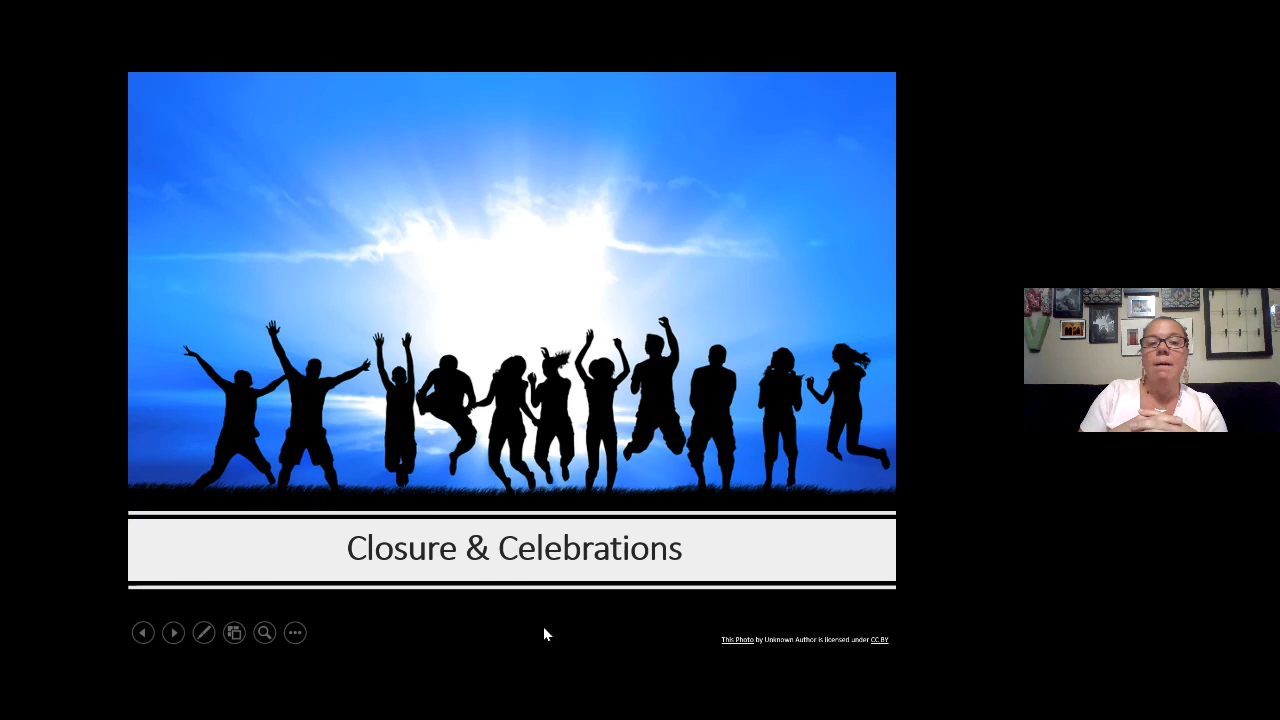 Closure & Celebrations
This Photo by Unknown Author is licensed under CC BY